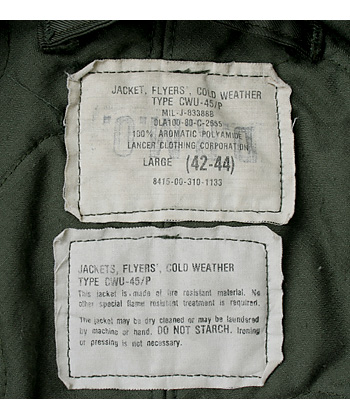 JACKET, FLYERS', COLD WEATHER
TYPE CWU-45/P
MIL-J-83388B
DLA100-80-C-2655
100% AROMATIC POLYAMIDE
LANCER CLOTHING CORPORATION
LARGE (42-44)
8415-00-310-1133
JACKETS, FLYERS', COLD WEATHER
TYPE CWU-45/P
This jacket is made of fire resistant material. No
other special flame resistant treatment is required.
The jacket may be dry cleaned or may be laundered
by machine or hand. DO NOT STARCH. Ironing
or pressing is not necessary.